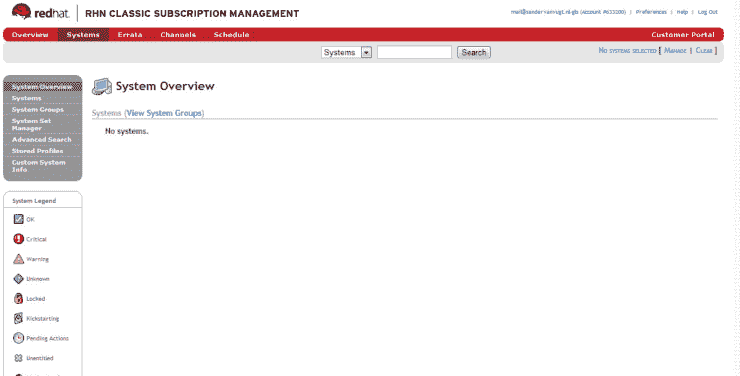 redhat. RHN CLASSIC SUBSCRIPTION MANAGEMENT
(Account | Preferences | Help | Log Out
Overview Systems Errata Channels Schedule Customer Portal
Systems Search No systems selected [ Manage | Clear ]
System Overview
Systems
System Groups
System Set
Manager
Advanced Search
Stored Profiles
Custom System
Info
System Overview
Systems (View System Groups)
No systems.
System Legend
OK
Critical
Warning
Unknown
Locked
Kickstarting
Pending Actions
Unentitled